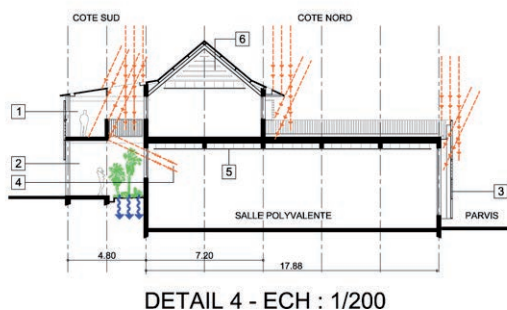 COTE SUD
COTE NORD
6
1
2
4
5
3
SALLE POLYVALENTE
PARVIS
4.80
7.20
17.88
DETAIL 4 - ECH : 1/200